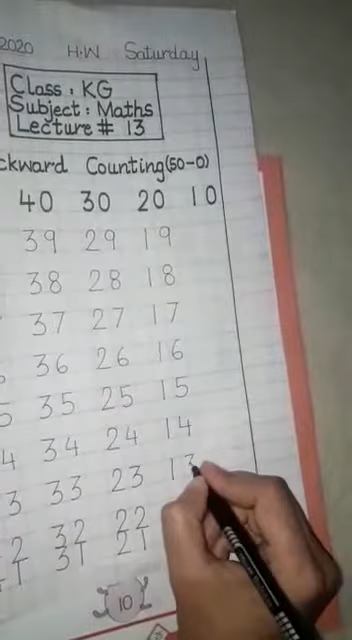 2020 H.W Saturday
Class : KG
Subject : Maths
Lecture # 13
ckward Counting (50-0)
40 30 20 10
39 29 19
38 28 18
37 27 17
36 26 16
5 35 25 15
4 34 24 14
3 33 23 13
2 32 22
1 31 21
10